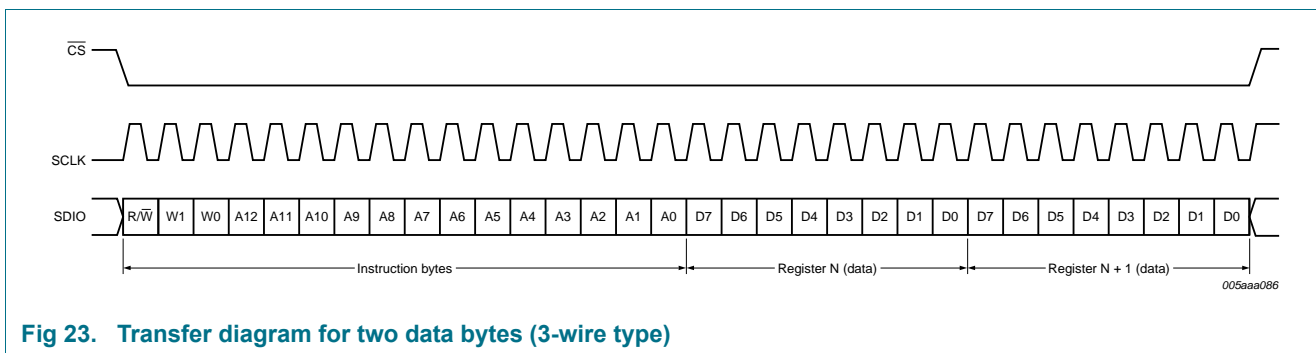 CS
SCLK
SDIO R/W W1 W0 A12 A11 A10 A9 A8 A7 A6 A5 A4 A3 A2 A1 A0 D7 D6 D5 D4 D3 D2 D1 D0 D7 D6 D5 D4 D3 D2 D1 D0
Instruction bytes Register N (data) Register N + 1 (data)
005aaa086
Fig 23. Transfer diagram for two data bytes (3-wire type)